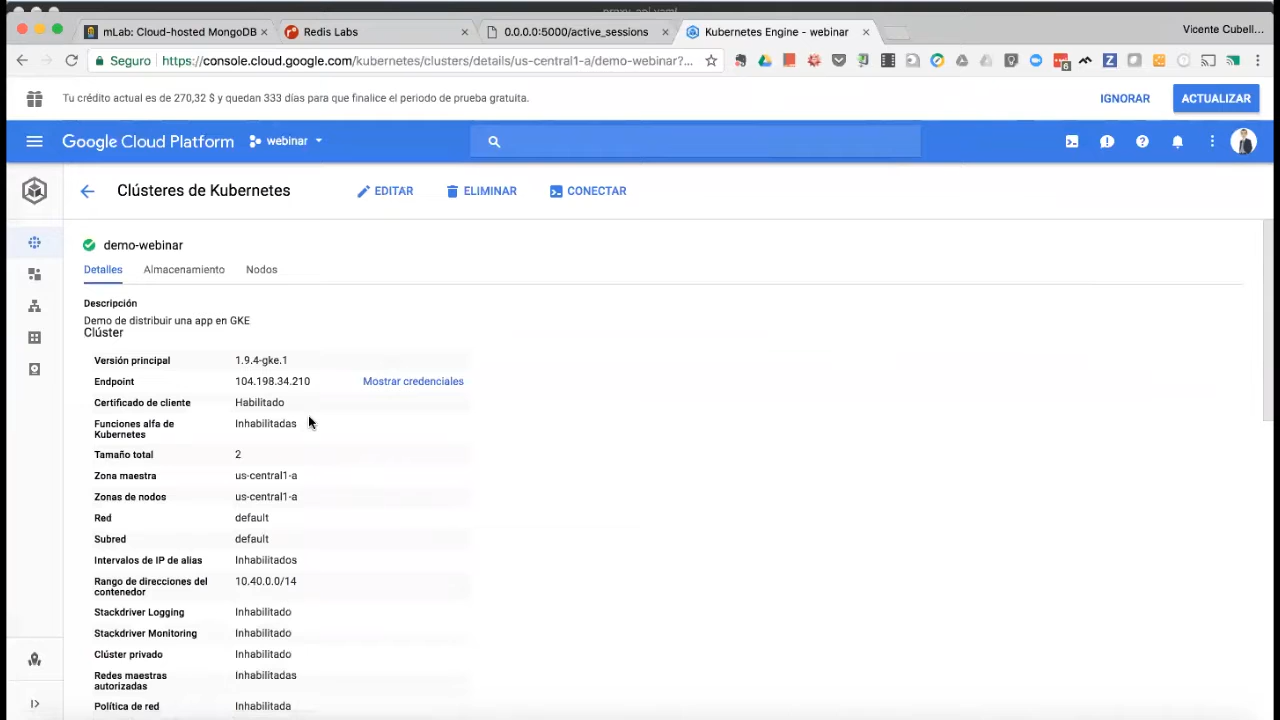 mLab: Cloud-hosted MongoDB
Redis Labs
0.0.0.0:5000/active_sessions
Kubernetes Engine - webinar
Vicente Cubell...
Seguro
https://console.cloud.google.com/kubernetes/clusters/details/us-central1-a/demo-webinar?...
6
Tu crédito actual es de 270,32 $ y quedan 333 días para que finalice el periodo de prueba gratuita.
IGNORAR
ACTUALIZAR
Google Cloud Platform
webinar
Clústeres de Kubernetes
EDITAR
ELIMINAR
CONECTAR
demo-webinar
Detalles
Almacenamiento
Nodos
Descripción
Demo de distribuir una app en GKE
Clúster
Versión principal 1.9.4-gke.1
Endpoint 104.198.34.210 Mostrar credenciales
Certificado de cliente Habilitado
Funciones alfa de Inhabilitadas
Kubernetes
Tamaño total 2
Zona maestra us-central1-a
Zonas de nodos us-central1-a
Red default
Subred default
Intervalos de IP de alias Inhabilitados
Rango de direcciones del 10.40.0.0/14
contenedor
Stackdriver Logging Inhabilitado
Stackdriver Monitoring Inhabilitado
Clúster privado Inhabilitado
Redes maestras Inhabilitadas
autorizadas
Política de red Inhabilitada